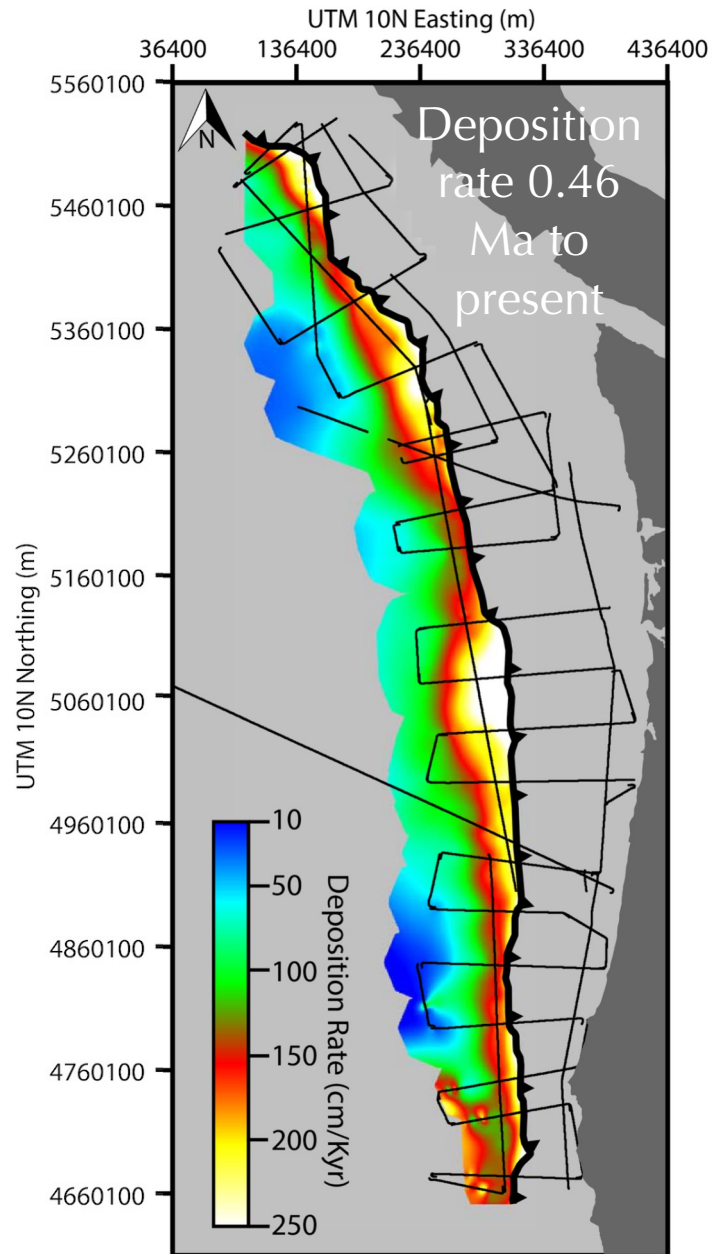 UTM 10N Easting (m)
36400 136400 236400 336400 436400
5560100
5460100
5360100
5260100
5160100
5060100
4960100
4860100
4760100
4660100
UTM 10N Northing (m)
N
Deposition
rate 0.46
Ma to
present
10
50
100
150
200
250
Deposition Rate (cm/Kyr)